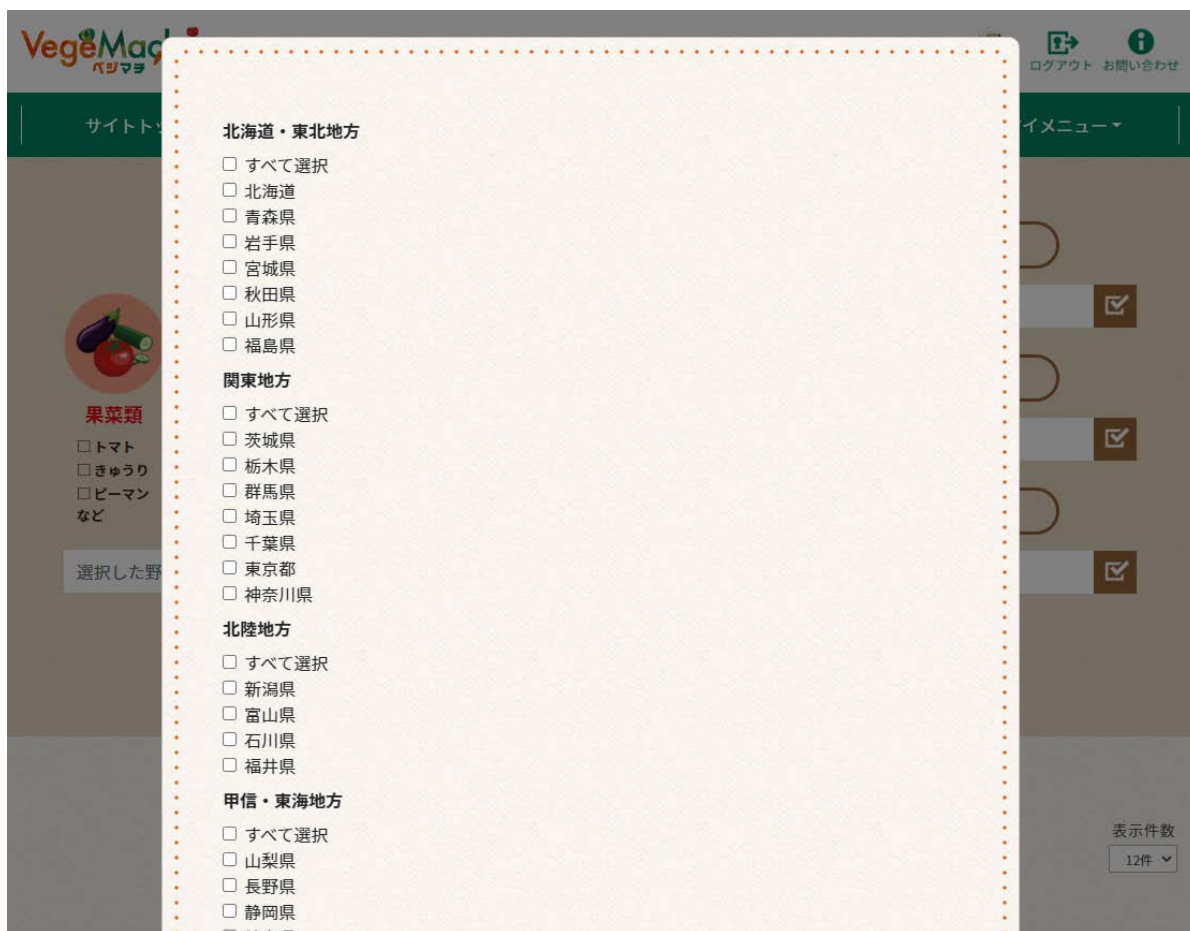 VegeMac
ベジマチ
ログアウト
お問い合わせ
サイトトッ
イメニュー
北海道・東北地方
□ すべて選択
□ 北海道
□ 青森県
□ 岩手県
□ 宮城県
□ 秋田県
□ 山形県
□ 福島県
関東地方
□ すべて選択
□ 茨城県
□ 栃木県
□ 群馬県
□ 埼玉県
□ 千葉県
□ 東京都
□ 神奈川県
北陸地方
□ すべて選択
□ 新潟県
□ 富山県
□ 石川県
□ 福井県
甲信・東海地方
□ すべて選択
□ 山梨県
□ 長野県
□ 静岡県
果菜類
□トマト
□きゅうり
□ピーマン
など
選択した野
表示件数
12件